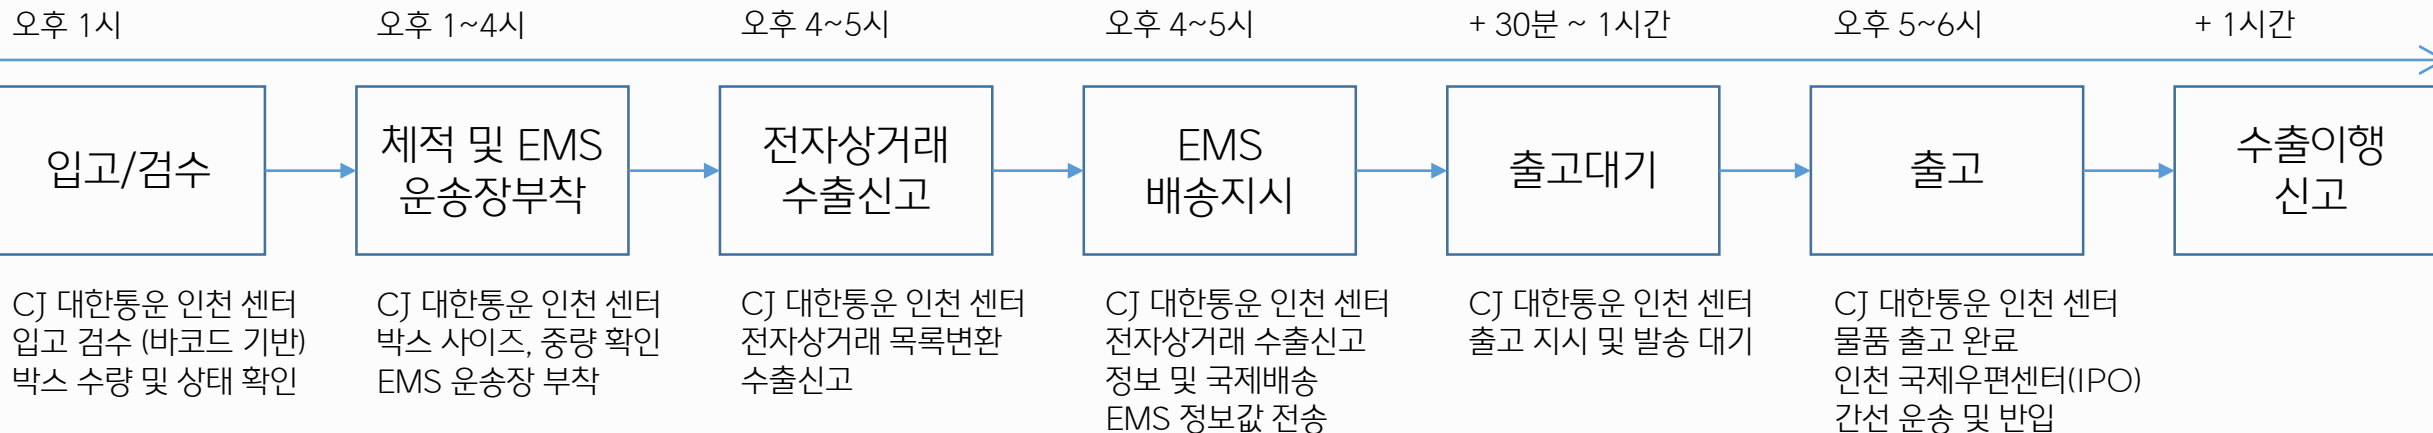 오후 1시
오후 1~4시
오후 4~5시
오후 4~5시
+ 30분 ~ 1시간
오후 5~6시
+ 1시간
입고/검수
체적 및 EMS
운송장부착
전자상거래
수출신고
EMS
배송지시
출고대기
출고
수출이행
신고
CJ 대한통운 인천 센터
입고 검수 (바코드 기반)
박스 수량 및 상태 확인
CJ 대한통운 인천 센터
박스 사이즈, 중량 확인
EMS 운송장 부착
CJ 대한통운 인천 센터
전자상거래 목록변환
수출신고
CJ 대한통운 인천 센터
전자상거래 수출신고
정보 및 국제배송
EMS 정보값 전송
CJ 대한통운 인천 센터
출고 지시 및 발송 대기
CJ 대한통운 인천 센터
물품 출고 완료
인천 국제우편센터(IPO)
간선 운송 및 반입